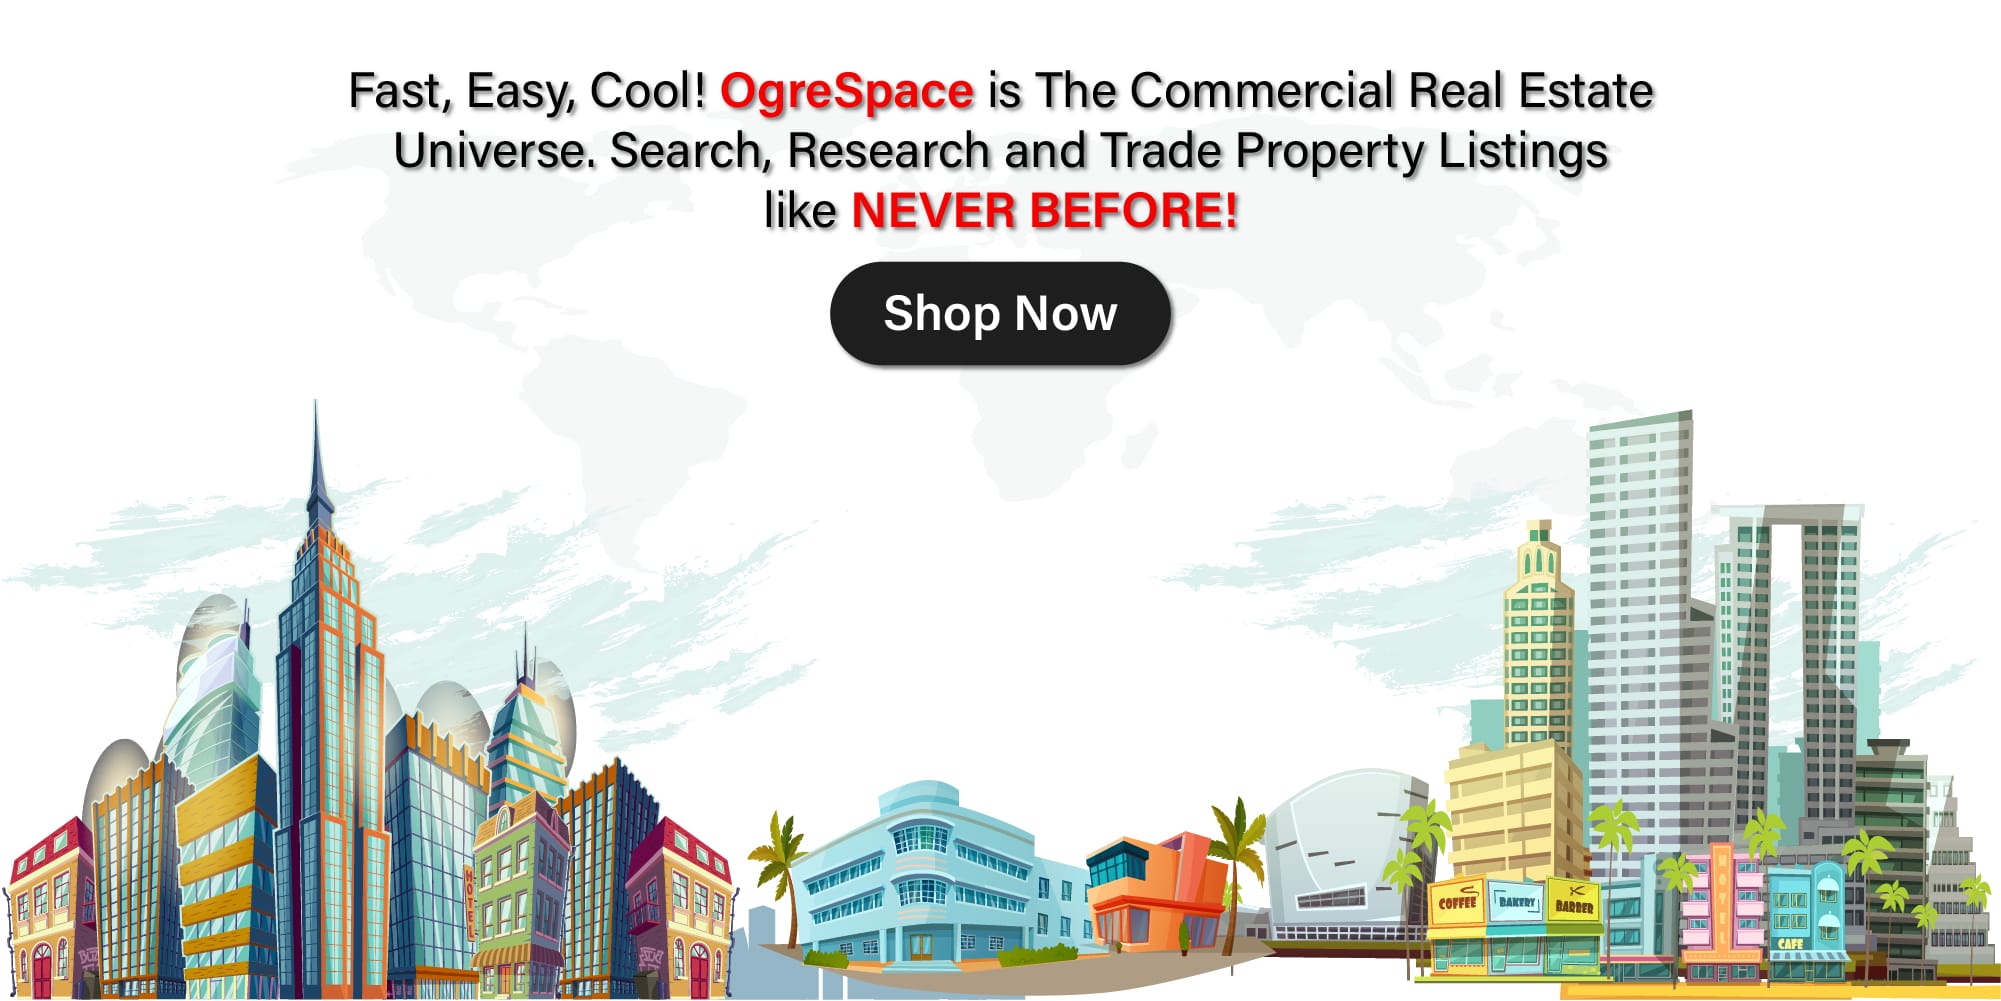 Fast, Easy, Cool! OgreSpace is The Commercial Real Estate
Universe. Search, Research and Trade Property Listings
like NEVER BEFORE!
Shop Now
HOTEL
COFFEE
BAKERY
BARBER
HOTEL
CAFE